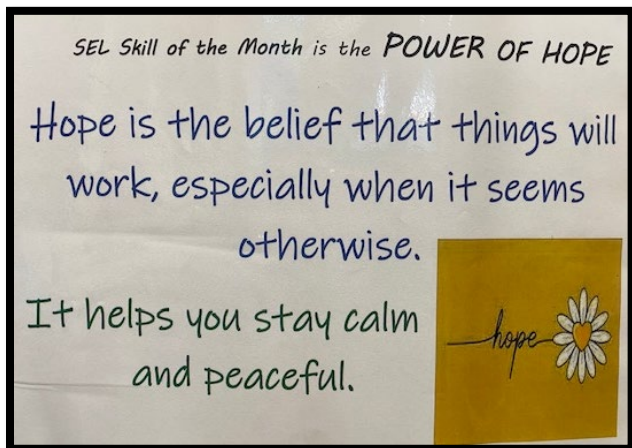 SEL Skill of the Month is the POWER OF HOPE
Hope is the belief that things will
work, especially when it seems
otherwise.
It helps you stay calm
and peaceful.
hope